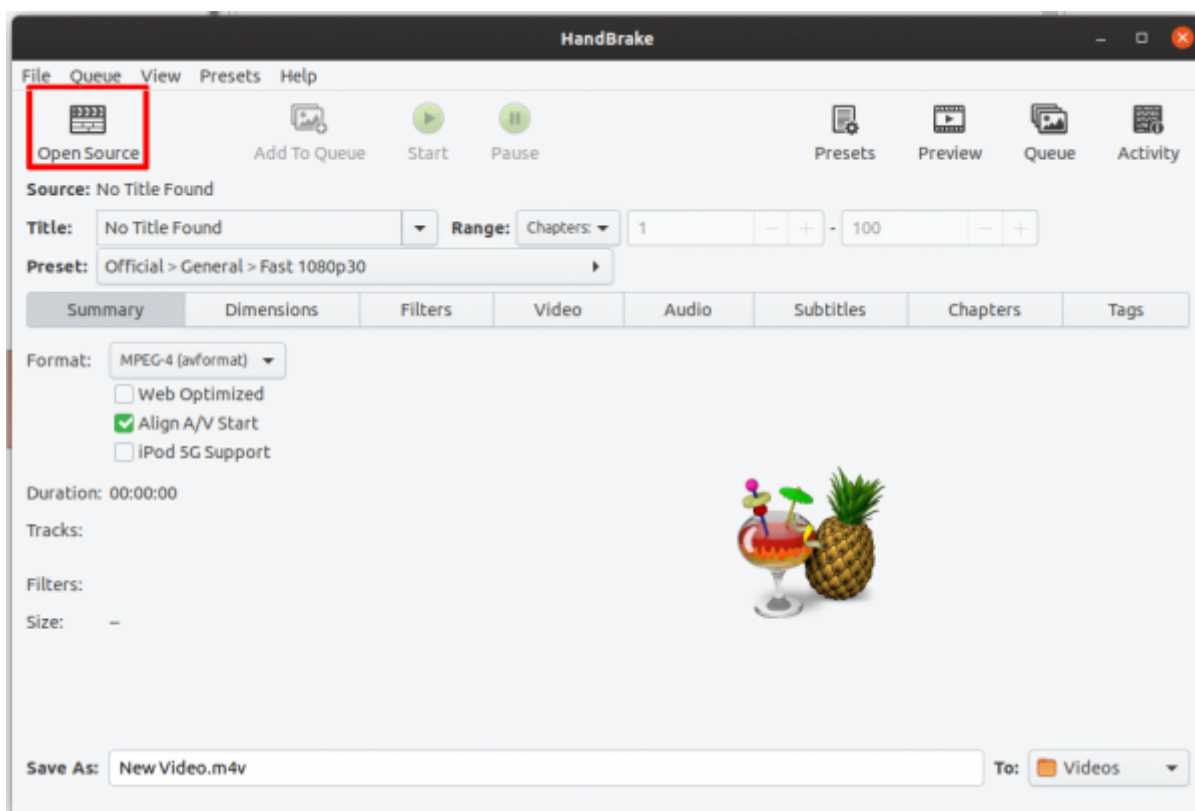 HandBrake
File Queue View Presets Help
Open Source Add To Queue Start Pause Presets Preview Queue Activity
Source: No Title Found
Title: No Title Found Range: Chapters: 1 - 100
Preset: Official > General > Fast 1080p30
Summary Dimensions Filters Video Audio Subtitles Chapters Tags
Format: MPEG-4 (avformat)
Web Optimized
Align A/V Start
iPod 5G Support
Duration: 00:00:00
Tracks:
Filters:
Size: –
Save As: New Video.m4v To: Videos